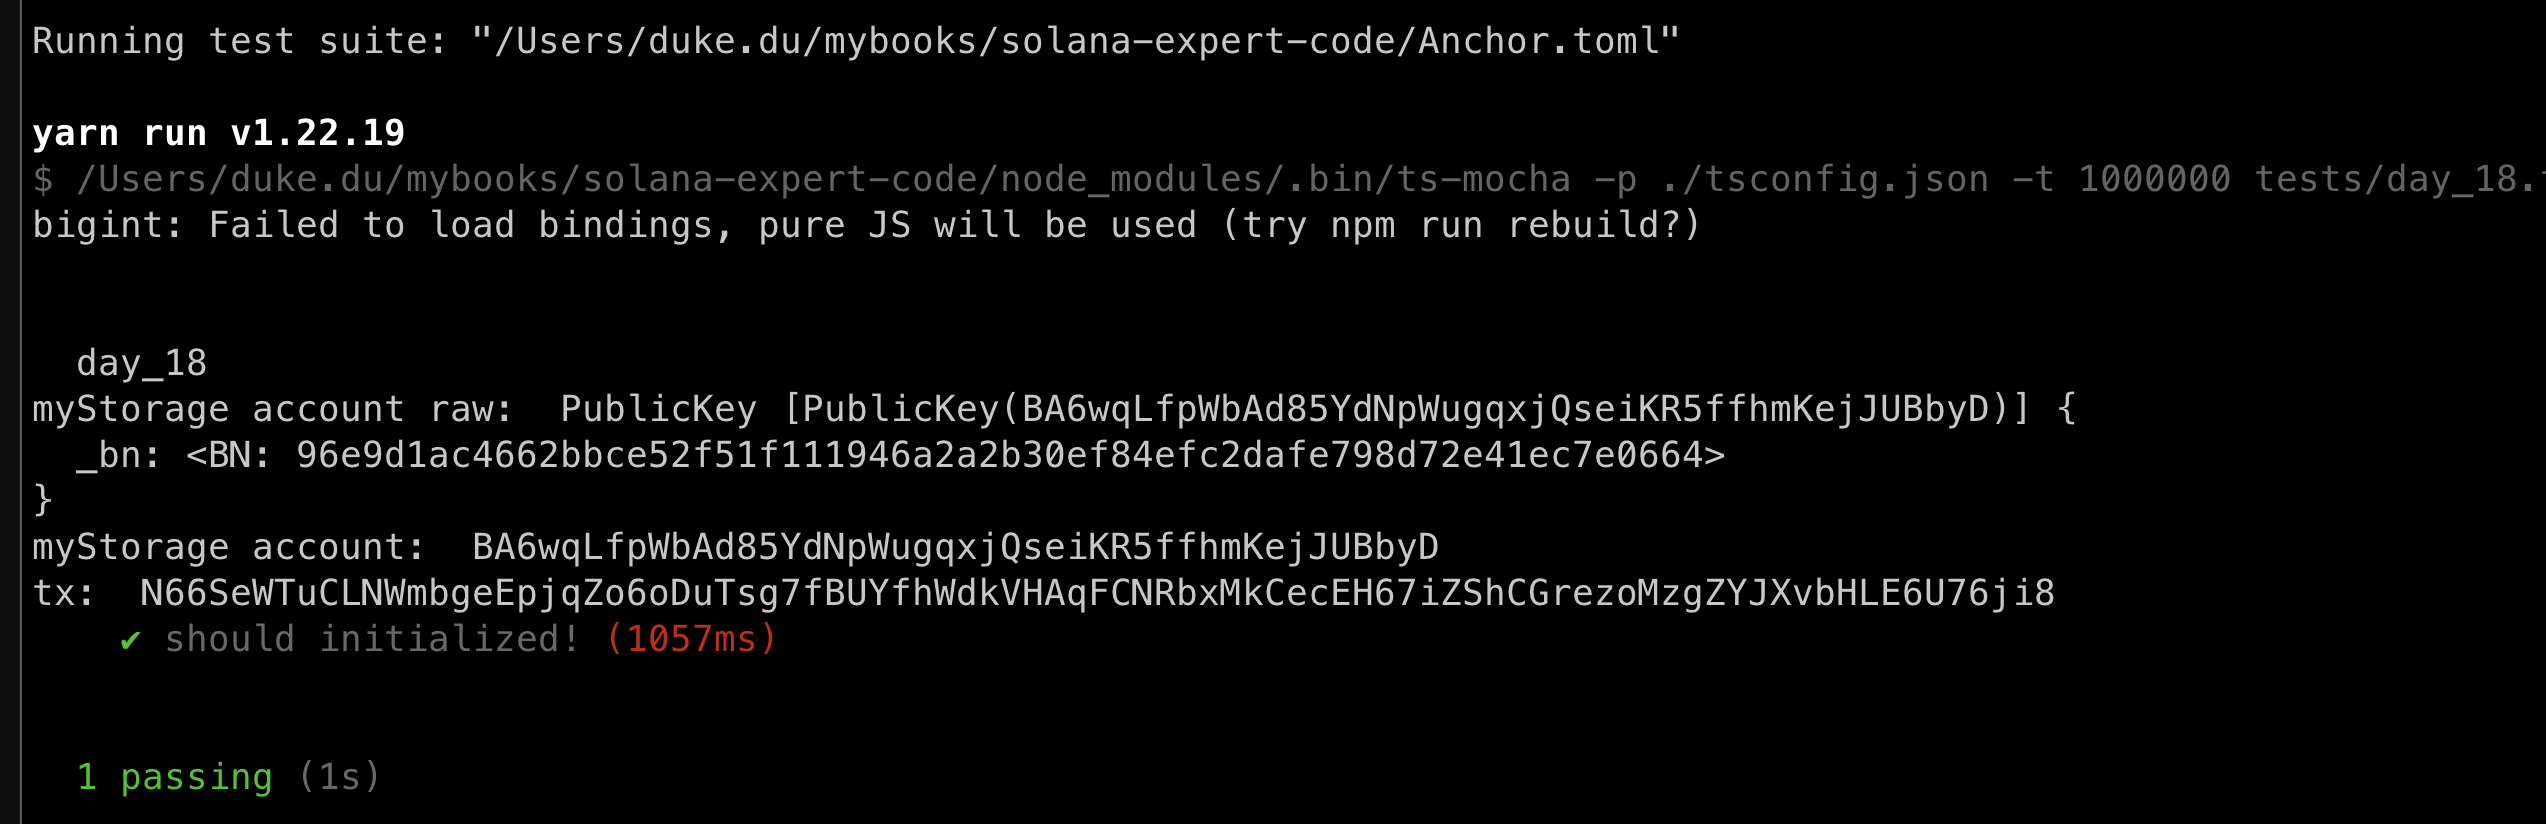 Running test suite: "/Users/duke.du/mybooks/solana-expert-code/Anchor.toml"
yarn run v1.22.19
$ /Users/duke.du/mybooks/solana-expert-code/node_modules/.bin/ts-mocha -p ./tsconfig.json -t 1000000 tests/day_18.
bigint: Failed to load bindings, pure JS will be used (try npm run rebuild?)
day_18
myStorage account raw:  PublicKey [PublicKey(BA6wqLfpWbAd85YdNpWugqxjQseiKR5ffhmKejJUBbyD)] {
  _bn: <BN: 96e9d1ac4662bbce52f51f111946a2a2b30ef84efc2dafe798d72e41ec7e0664>
}
myStorage account:  BA6wqLfpWbAd85YdNpWugqxjQseiKR5ffhmKejJUBbyD
tx:  N66SeWTuCLNWmbgeEpjqZo6oDuTsg7fBUYfhWdkVHAqFCNRbxMkCecEH67iZShCGrezoMzgZYJXvbHLE6U76ji8
✔ should initialized! (1057ms)
1 passing (1s)